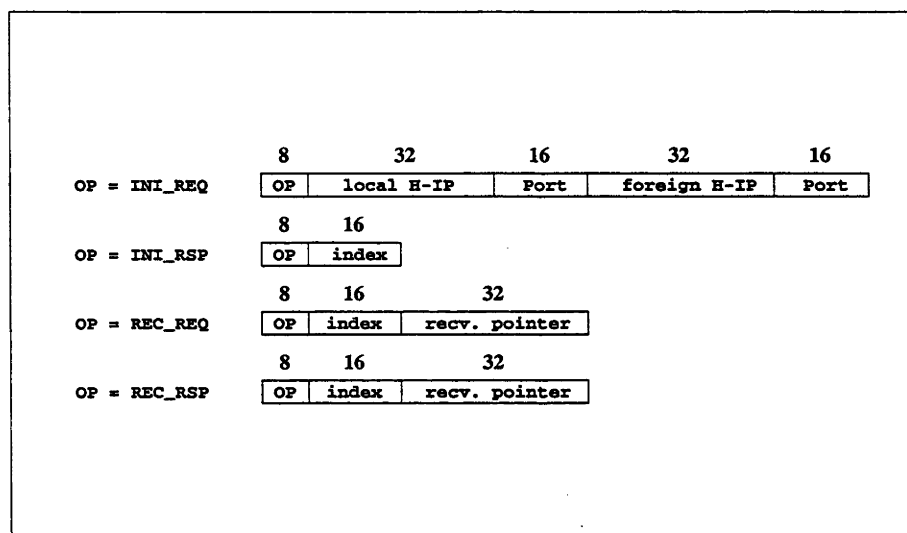 8 32 16 32 16
OP = INI_REQ OP local H-IP Port foreign H-IP Port
8 16
OP = INI_RSP OP index
8 16 32
OP = REC_REQ OP index recv. pointer
8 16 32
OP = REC_RSP OP index recv. pointer